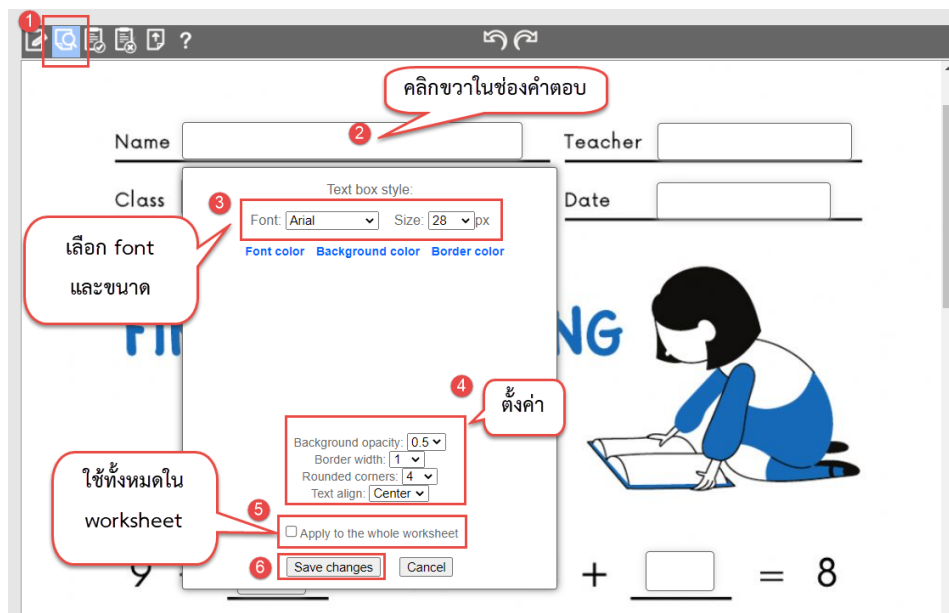 1
?
คลิกขวาในช่องคำตอบ
Name
2
Teacher
Class
Date
3
Text box style:
Font: Arial Size: 28 px
Font color Background color Border color
เลือก font
และขนาด
NG
4
ตั้งค่า
Background opacity: 0.5
Border width: 1
Rounded corners: 4
Text align: Center
ใช้ทั้งหมดใน
worksheet
5
Apply to the whole worksheet
6
Save changes Cancel
9
+ = 8